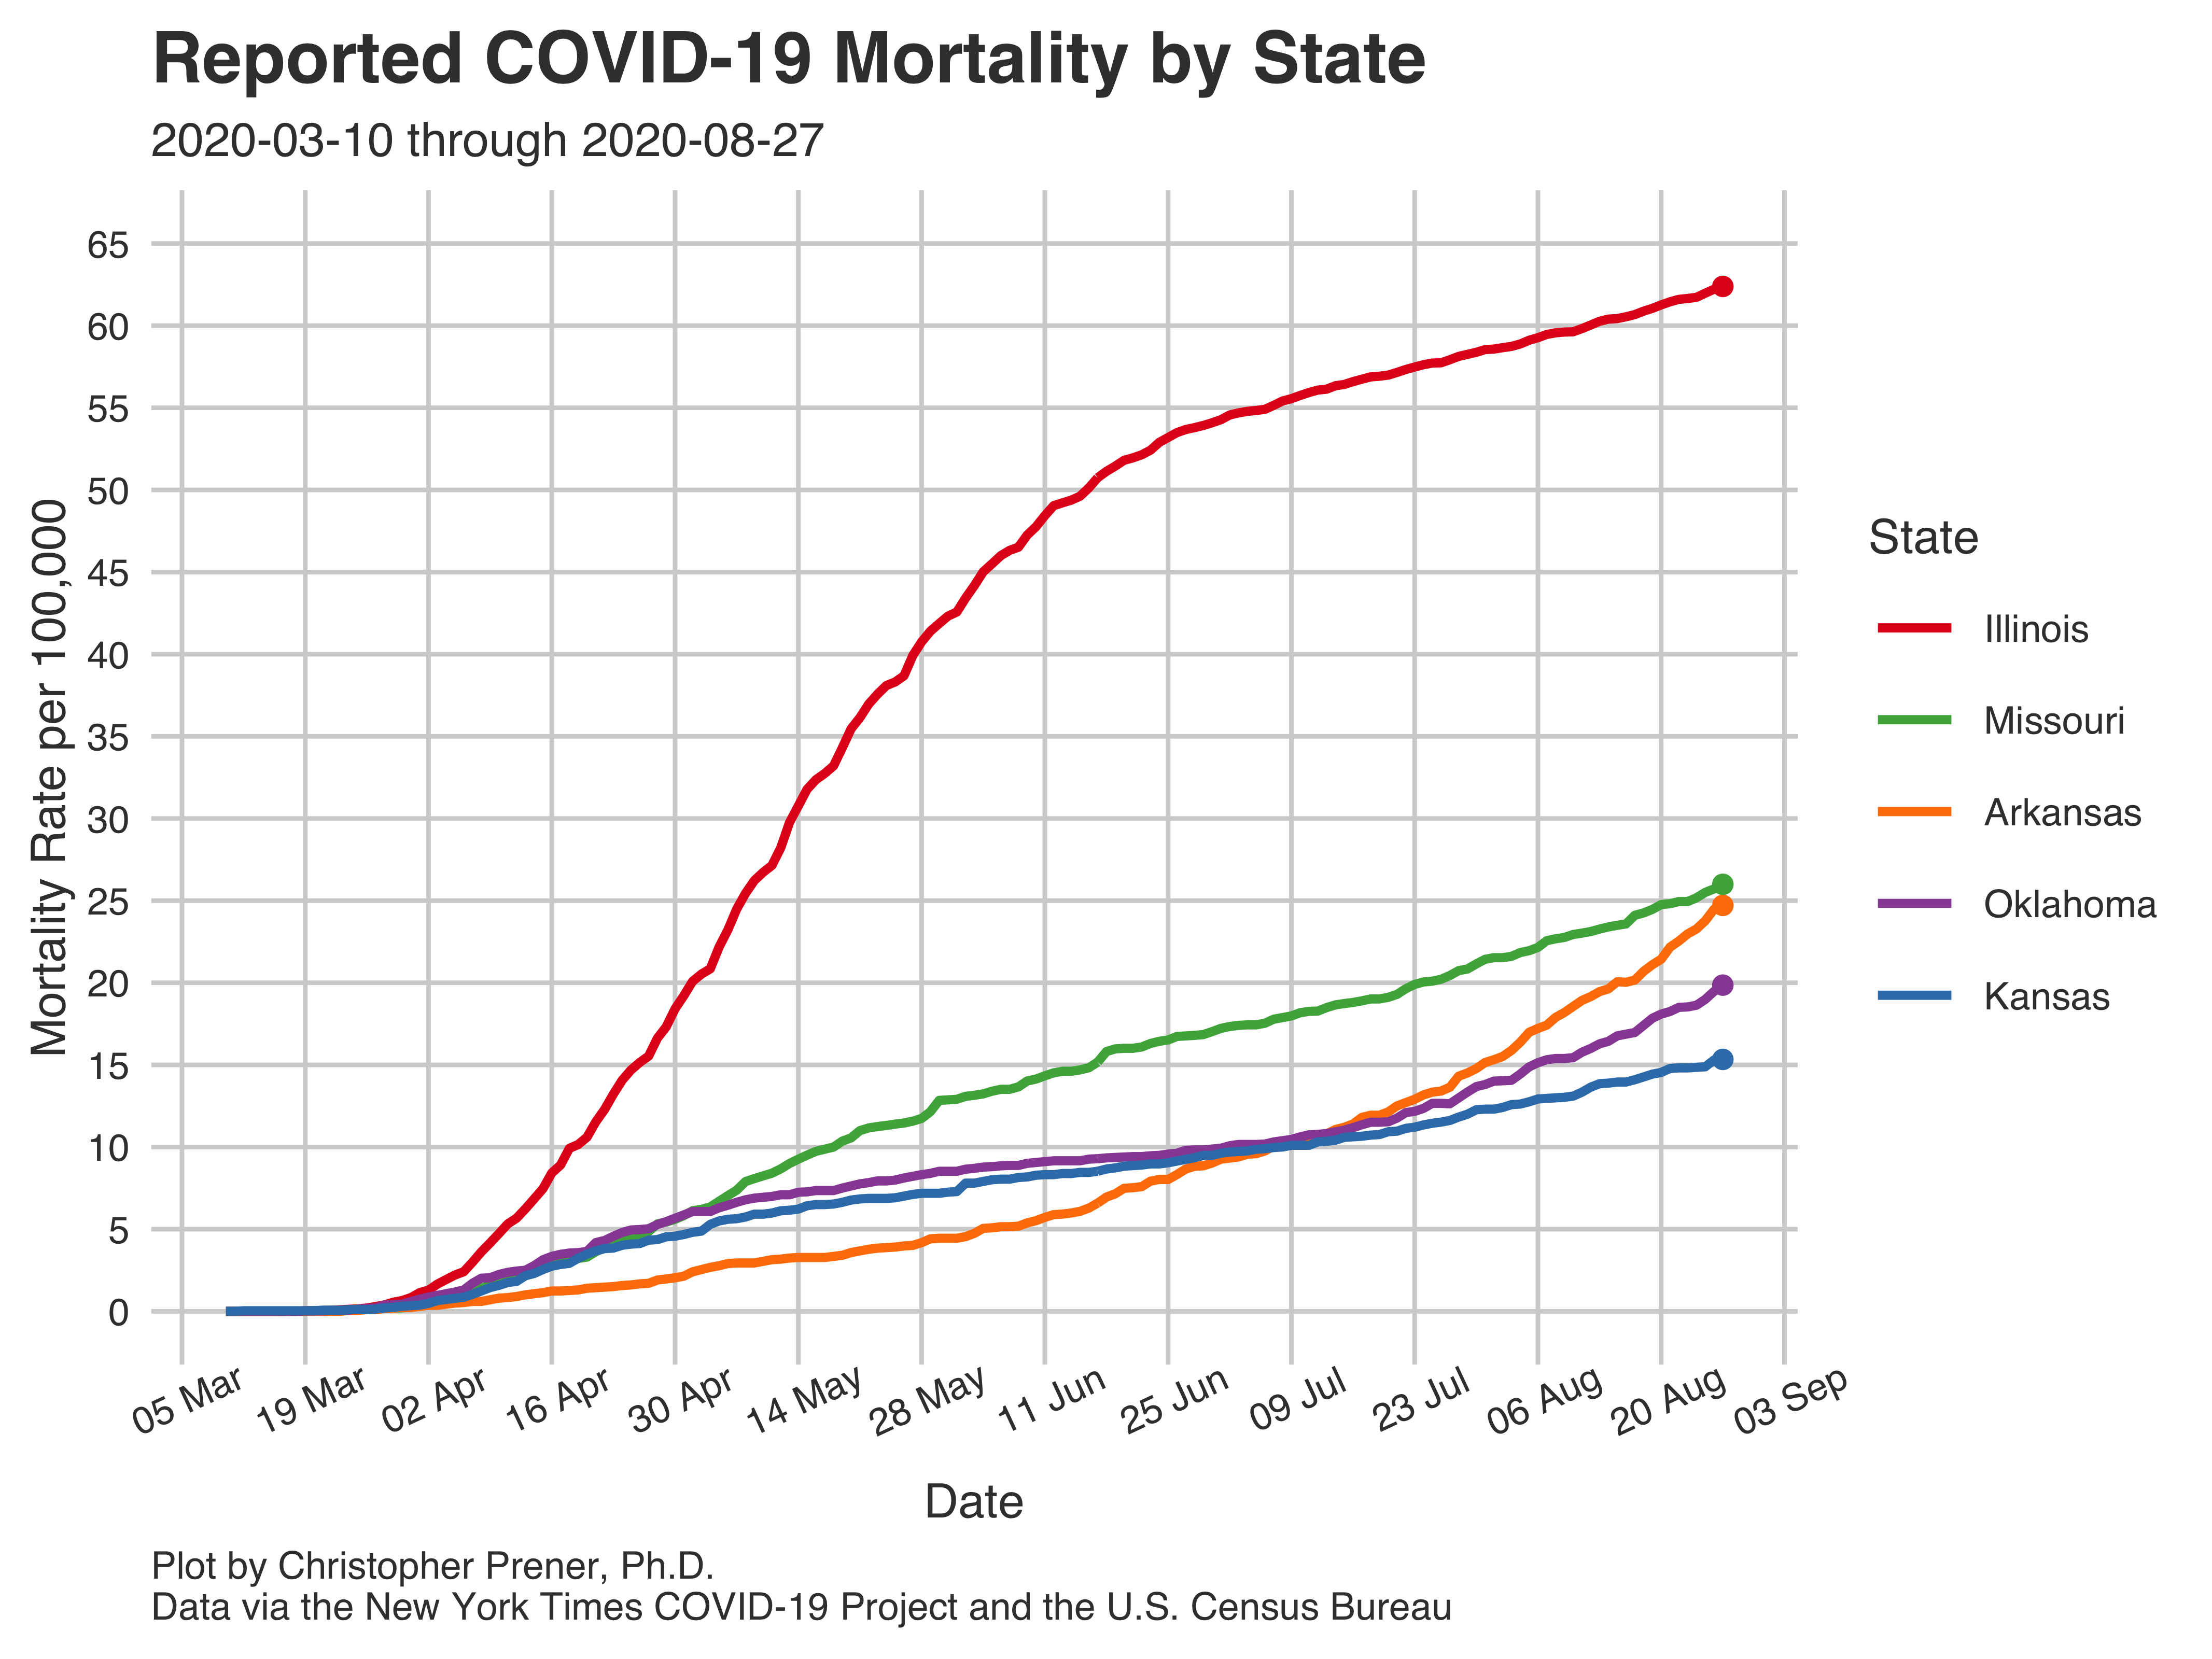 Reported COVID-19 Mortality by State
2020-03-10 through 2020-08-27
Mortality Rate per 100,000
65
60
55
50
45
40
35
30
25
20
15
10
5
0
05 Mar
19 Mar
02 Apr
16 Apr
30 Apr
14 May
28 May
11 Jun
25 Jun
09 Jul
23 Jul
06 Aug
20 Aug
03 Sep
Date
State
Illinois
Missouri
Arkansas
Oklahoma
Kansas
Plot by Christopher Prener, Ph.D.
Data via the New York Times COVID-19 Project and the U.S. Census Bureau